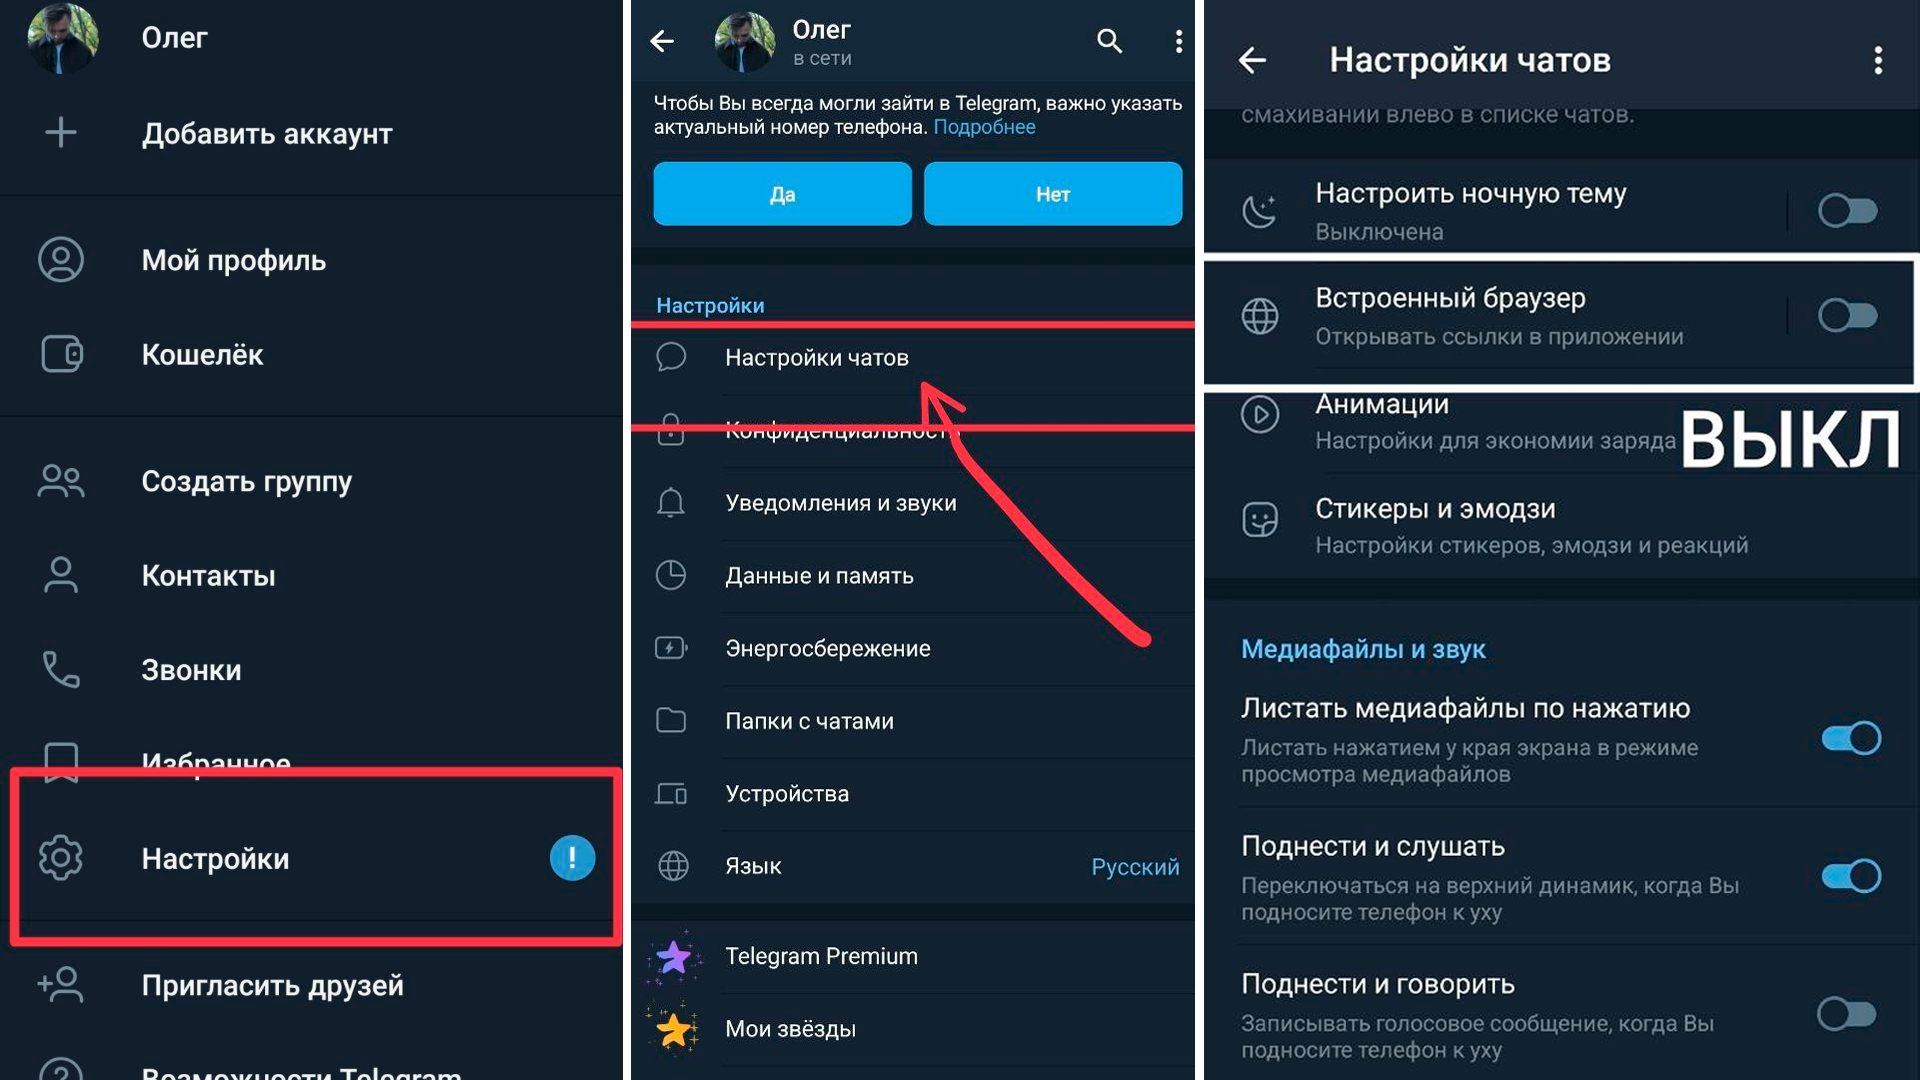 Олег
Добавить аккаунт
Мой профиль
Кошелёк
Создать группу
Контакты
Звонки
Избранное
Настройки
!
Пригласить друзей
Возможности Telegram
Олег
в сети
Чтобы Вы всегда могли зайти в Telegram, важно указать
актуальный номер телефона. Подробнее
Да
Нет
Настройки
Настройки чатов
Конфиденциальность
Уведомления и звуки
Данные и память
Энергосбережение
Папки с чатами
Устройства
Язык
Русский
Telegram Premium
Мои звёзды
Настройки чатов
смахивании влево в списке чатов.
Настроить ночную тему
Выключена
Встроенный браузер
Открывать ссылки в приложении
Анимации
Настройки для экономии заряда
ВЫКЛ
Стикеры и эмодзи
Настройки стикеров, эмодзи и реакций
Медиафайлы и звук
Листать медиафайлы по нажатию
Листать нажатием у края экрана в режиме
просмотра медиафайлов
Поднести и слушать
Переключаться на верхний динамик, когда Вы
подносите телефон к уху
Поднести и говорить
Записывать голосовое сообщение, когда Вы
подносите телефон к уху